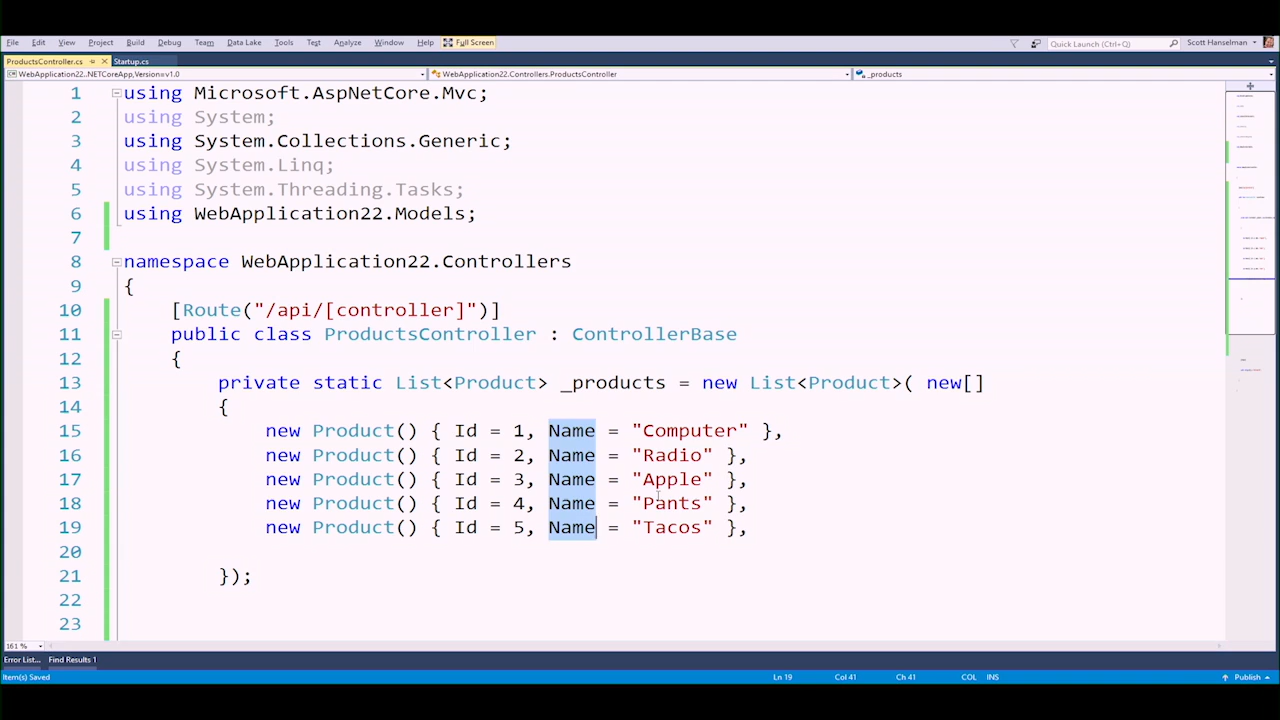 File Edit View Project Build Debug Team Data Lake Tools Test Analyze Window Help Full Screen Quick Launch (Ctrl+Q) Scott Hanselman
ProductsController.cs Startup.cs
WebApplication22..NETCoreApp,Version=v1.0 WebApplication22.Controllers.ProductsController _products
1 using Microsoft.AspNetCore.Mvc;
2 using System;
3 using System.Collections.Generic;
4 using System.Linq;
5 using System.Threading.Tasks;
6 using WebApplication22.Models;
7
8 namespace WebApplication22.Controllers
9 {
10 [Route("/api/[controller]")]
11 public class ProductsController : ControllerBase
12 {
13 private static List<Product> _products = new List<Product>( new[]
14 {
15 new Product() { Id = 1, Name = "Computer" },
16 new Product() { Id = 2, Name = "Radio" },
17 new Product() { Id = 3, Name = "Apple" },
18 new Product() { Id = 4, Name = "Pants" },
19 new Product() { Id = 5, Name = "Tacos" },
20
21 });
22
23
161 %
Error List... Find Results 1
Item(s) Saved Ln 19 Col 41 Ch 41 COL INS Publish